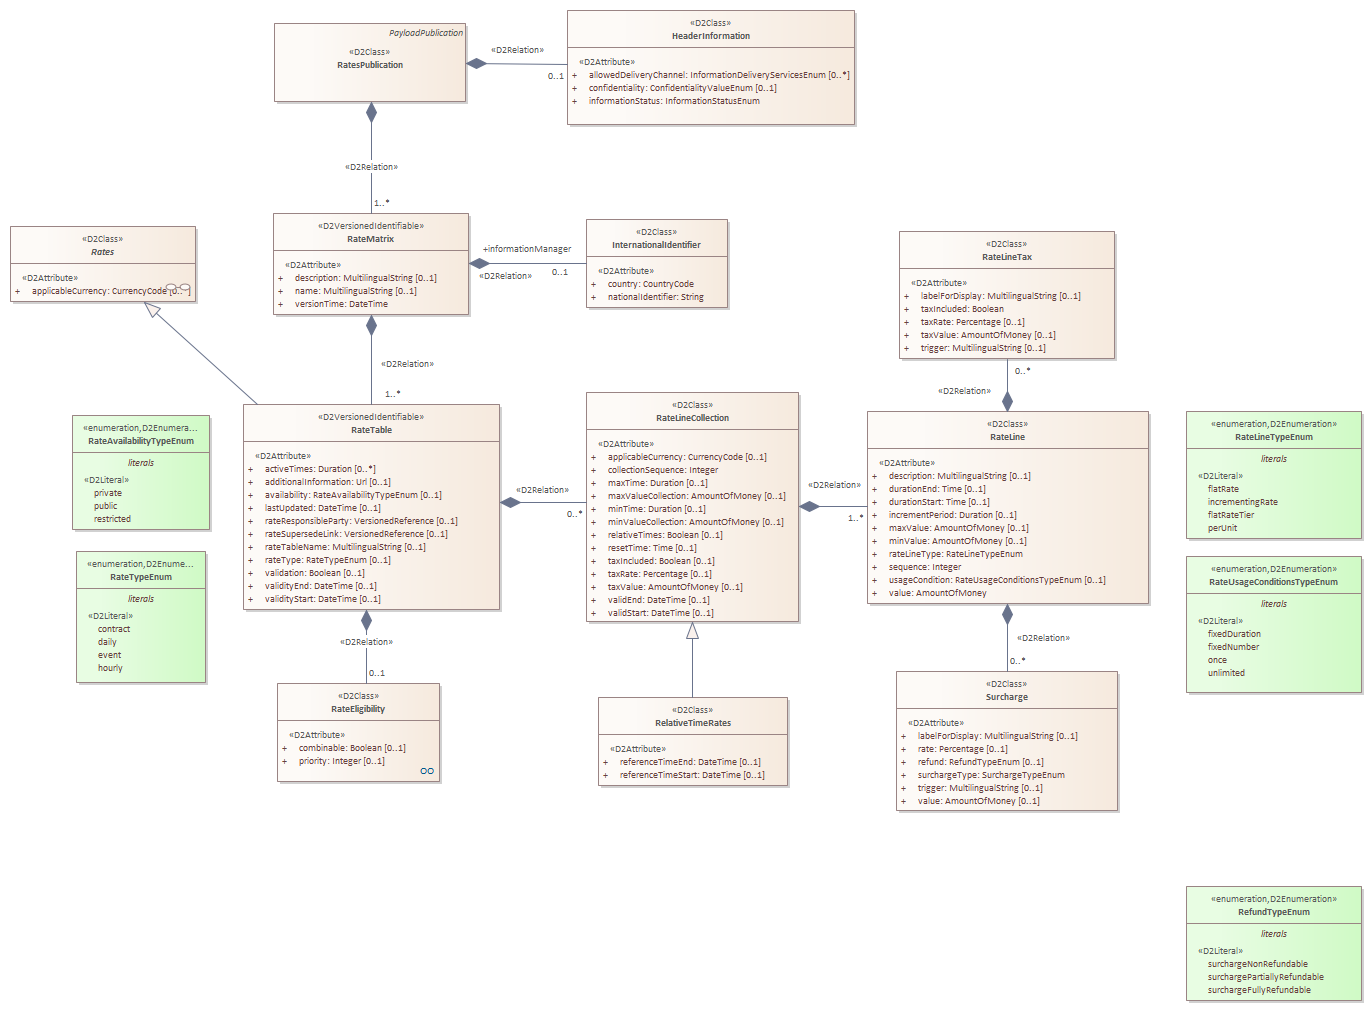 PayloadPublication
«D2Class»
RatesPublication
«D2Relation»
0..1
«D2Class»
HeaderInformation
«D2Attribute»
+ allowedDeliveryChannel: InformationDeliveryServicesEnum [0..*]
+ confidentiality: ConfidentialityValueEnum [0..1]
+ informationStatus: InformationStatusEnum
«D2Relation»
1..*
«D2VersionedIdentifiable»
RateMatrix
«D2Attribute»
+ description: MultilingualString [0..1]
+ name: MultilingualString [0..1]
+ versionTime: DateTime
+informationManager
«D2Relation»
0..1
«D2Class»
InternationalIdentifier
«D2Attribute»
+ country: CountryCode
+ nationalIdentifier: String
«D2Class»
Rates
«D2Attribute»
+ applicableCurrency: CurrencyCode [0..*]
«D2Class»
RateLineTax
«D2Attribute»
+ labelForDisplay: MultilingualString [0..1]
+ taxIncluded: Boolean
+ taxRate: Percentage [0..1]
+ taxValue: AmountOfMoney [0..1]
+ trigger: MultilingualString [0..1]
0..*
«D2Relation»
«D2Relation»
1..*
«enumeration,D2Enumera...
RateAvailabilityTypeEnum
literals
«D2Literal»
private
public
restricted
«enumeration,D2Enume...
RateTypeEnum
literals
«D2Literal»
contract
daily
event
hourly
«D2VersionedIdentifiable»
RateTable
«D2Attribute»
+ activeTimes: Duration [0..*]
+ additionalInformation: Url [0..1]
+ availability: RateAvailabilityTypeEnum [0..1]
+ lastUpdated: DateTime [0..1]
+ rateResponsibleParty: VersionedReference [0..1]
+ rateSupersedeLink: VersionedReference [0..1]
+ rateTableName: MultilingualString [0..1]
+ rateType: RateTypeEnum [0..1]
+ validation: Boolean [0..1]
+ validityEnd: DateTime [0..1]
+ validityStart: DateTime [0..1]
«D2Relation»
0..*
«D2Class»
RateLineCollection
«D2Attribute»
+ applicableCurrency: CurrencyCode [0..1]
+ collectionSequence: Integer
+ maxTime: Duration [0..1]
+ maxValueCollection: AmountOfMoney [0..1]
+ minTime: Duration [0..1]
+ minValueCollection: AmountOfMoney [0..1]
+ relativeTimes: Boolean [0..1]
+ resetTime: Time [0..1]
+ taxIncluded: Boolean [0..1]
+ taxRate: Percentage [0..1]
+ taxValue: AmountOfMoney [0..1]
+ validEnd: DateTime [0..1]
+ validStart: DateTime [0..1]
«D2Relation»
1..*
«D2Class»
RateLine
«D2Attribute»
+ description: MultilingualString [0..1]
+ durationEnd: Time [0..1]
+ durationStart: Time [0..1]
+ incrementPeriod: Duration [0..1]
+ maxValue: AmountOfMoney [0..1]
+ minValue: AmountOfMoney [0..1]
+ rateLineType: RateLineTypeEnum
+ sequence: Integer
+ usageCondition: RateUsageConditionsTypeEnum [0..1]
+ value: AmountOfMoney
«enumeration,D2Enumeration»
RateLineTypeEnum
literals
«D2Literal»
flatRate
incrementingRate
flatRateTier
perUnit
«enumeration,D2Enumeration»
RateUsageConditionsTypeEnum
literals
«D2Literal»
fixedDuration
fixedNumber
once
unlimited
«D2Relation»
0..1
«D2Class»
RateEligibility
«D2Attribute»
+ combinable: Boolean [0..1]
+ priority: Integer [0..1]
«D2Class»
RelativeTimeRates
«D2Attribute»
+ referenceTimeEnd: DateTime [0..1]
+ referenceTimeStart: DateTime [0..1]
«D2Relation»
0..*
«D2Class»
Surcharge
«D2Attribute»
+ labelForDisplay: MultilingualString [0..1]
+ rate: Percentage [0..1]
+ refund: RefundTypeEnum [0..1]
+ surchargeType: SurchargeTypeEnum
+ trigger: MultilingualString [0..1]
+ value: AmountOfMoney [0..1]
«enumeration,D2Enumeration»
RefundTypeEnum
literals
«D2Literal»
surchargeNonRefundable
surchargePartiallyRefundable
surchargeFullyRefundable